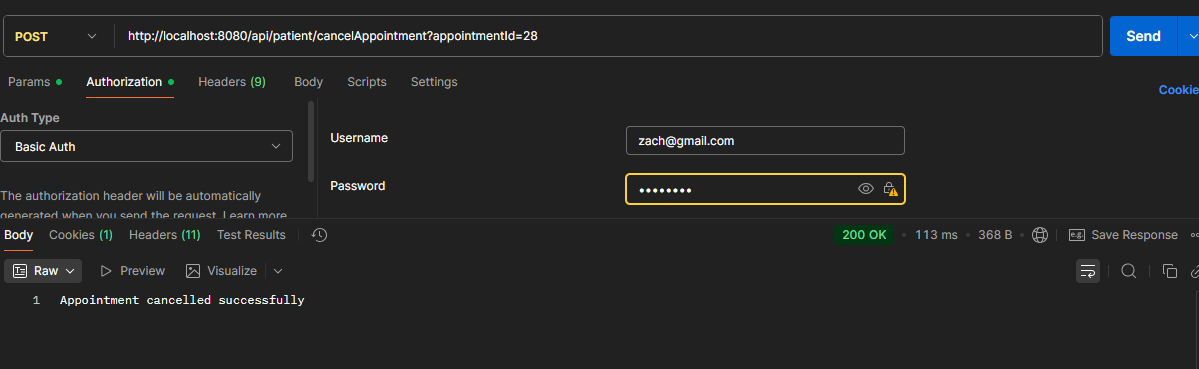 POST http://localhost:8080/api/patient/cancelAppointment?appointmentId=28 Send
Params Authorization Headers (9) Body Scripts Settings
Cookie
Auth Type
Basic Auth
The authorization header will be automatically
generated when you send the request. Learn more
Username zach@gmail.com
Password ••••••••
Body Cookies (1) Headers (11) Test Results 200 OK • 113 ms • 368 B • e.g. Save Response
Raw Preview Visualize
1 Appointment cancelled successfully